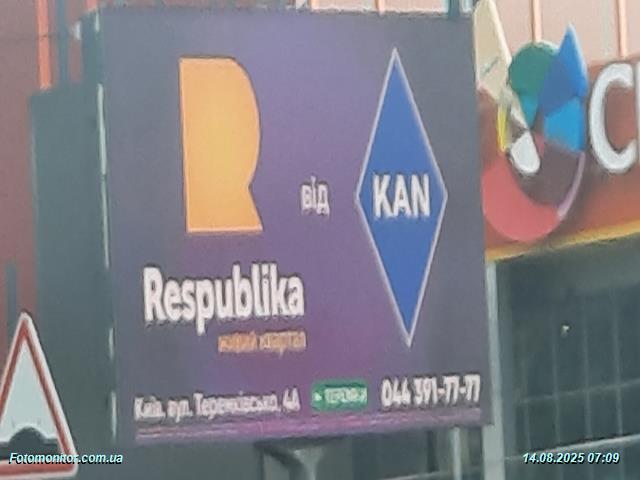 від
KAN
Respublika
живий квартал
Київ, вул. Теремківська, 4А
ТЕРЕМКИ
044 391-77-77
Fotomonitor.com.ua
14.08.2025 07:09